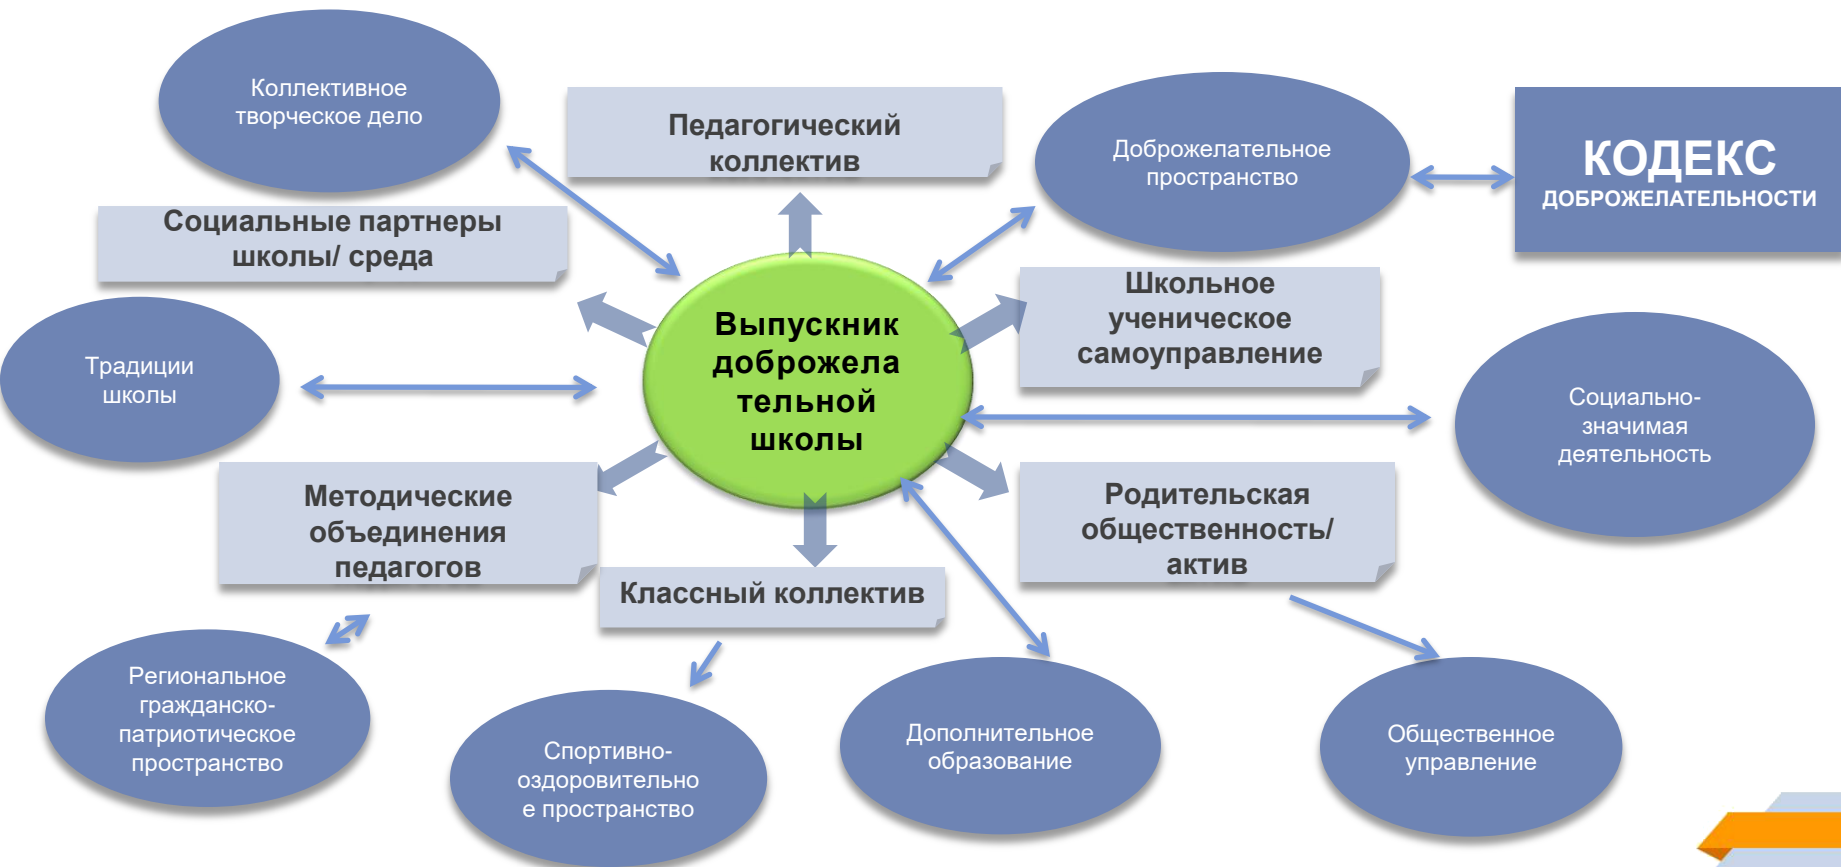 Коллективное
творческое дело
Педагогический
коллектив
Доброжелательное
пространство
КОДЕКС
ДОБРОЖЕЛАТЕЛЬНОСТИ
Социальные партнеры
школы/ среда
Школьное
ученическое
самоуправление
Выпускник
доброжела
тельной
школы
Традиции
школы
Социально-
значимая
деятельность
Методические
объединения
педагогов
Родительская
общественность/
актив
Классный коллектив
Региональное
гражданско-
патриотическое
пространство
Спортивно-
оздоровительно
е пространство
Дополнительное
образование
Общественное
управление